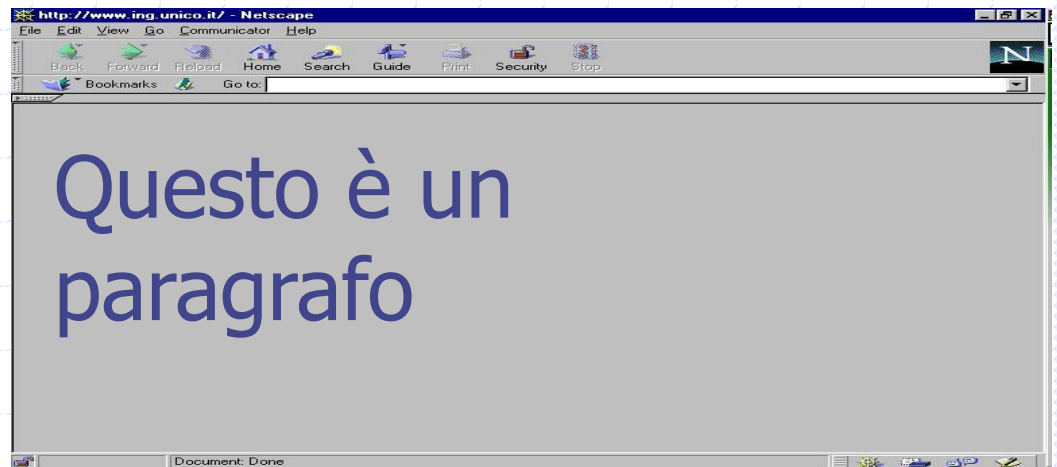 http://www.ing.unico.it/ - Netscape
File Edit View Go Communicator Help
Back Forward Reload Home Search Guide Print Security Stop
N
Bookmarks Go to:
Questo è un
paragrafo
Document: Done